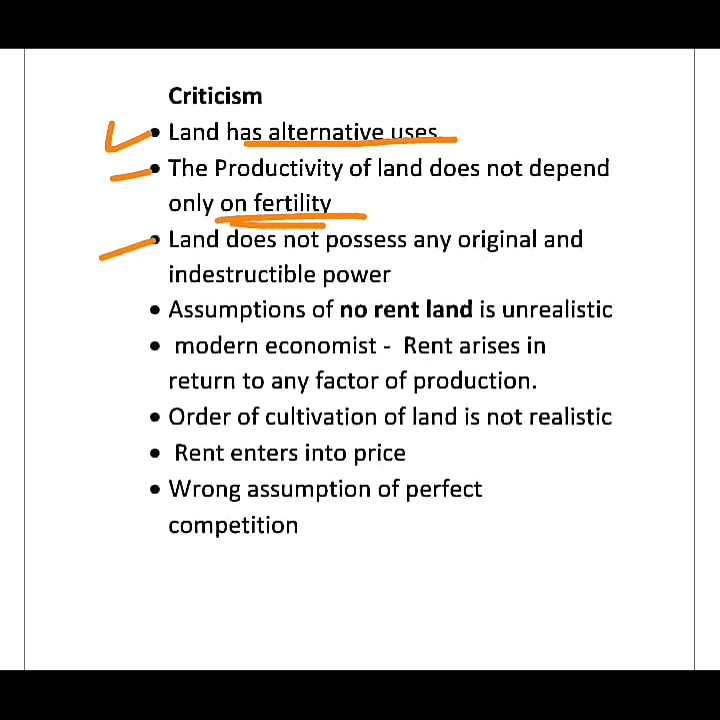 Criticism
• Land has alternative uses
• The Productivity of land does not depend
only on fertility
• Land does not possess any original and
indestructible power
• Assumptions of no rent land is unrealistic
• modern economist - Rent arises in
return to any factor of production.
• Order of cultivation of land is not realistic
• Rent enters into price
• Wrong assumption of perfect
competition